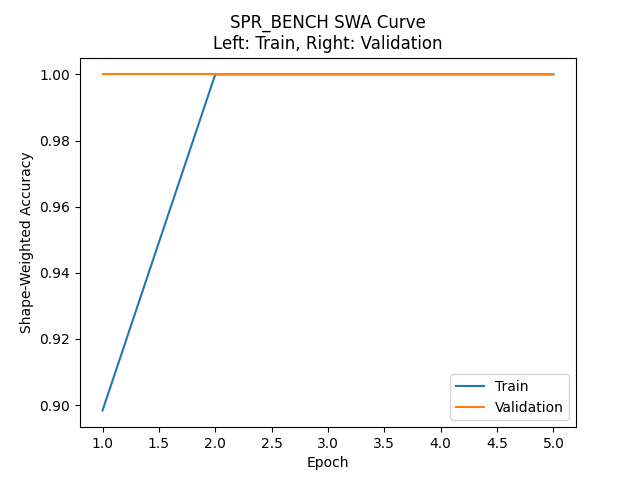 SPR_BENCH SWA Curve
Left: Train, Right: Validation
Shape-Weighted Accuracy
1.00
0.98
0.96
0.94
0.92
0.90
Train
Validation
1.0 1.5 2.0 2.5 3.0 3.5 4.0 4.5 5.0
Epoch